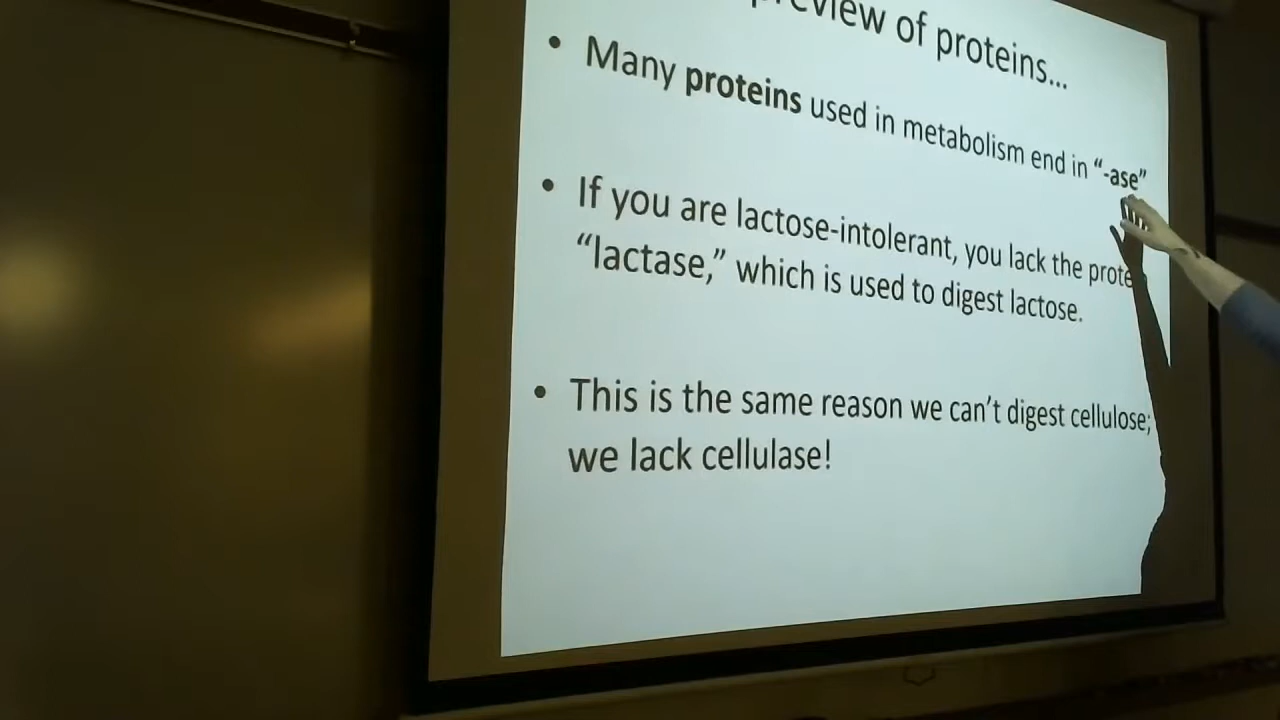 preview of proteins...
• Many proteins used in metabolism end in “-ase”
• If you are lactose-intolerant, you lack the prote
“lactase,” which is used to digest lactose.
• This is the same reason we can’t digest cellulose;
we lack cellulase!